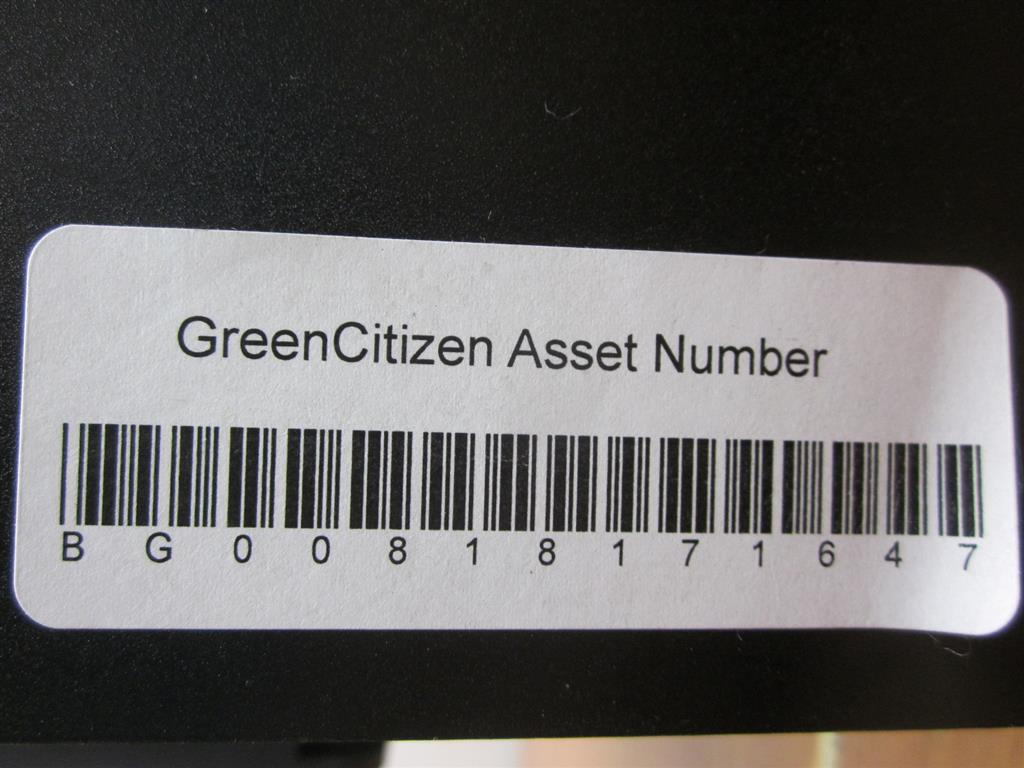 GreenCitizen Asset Number
B G 0 0 8 1 8 1 7 1 6 4 7